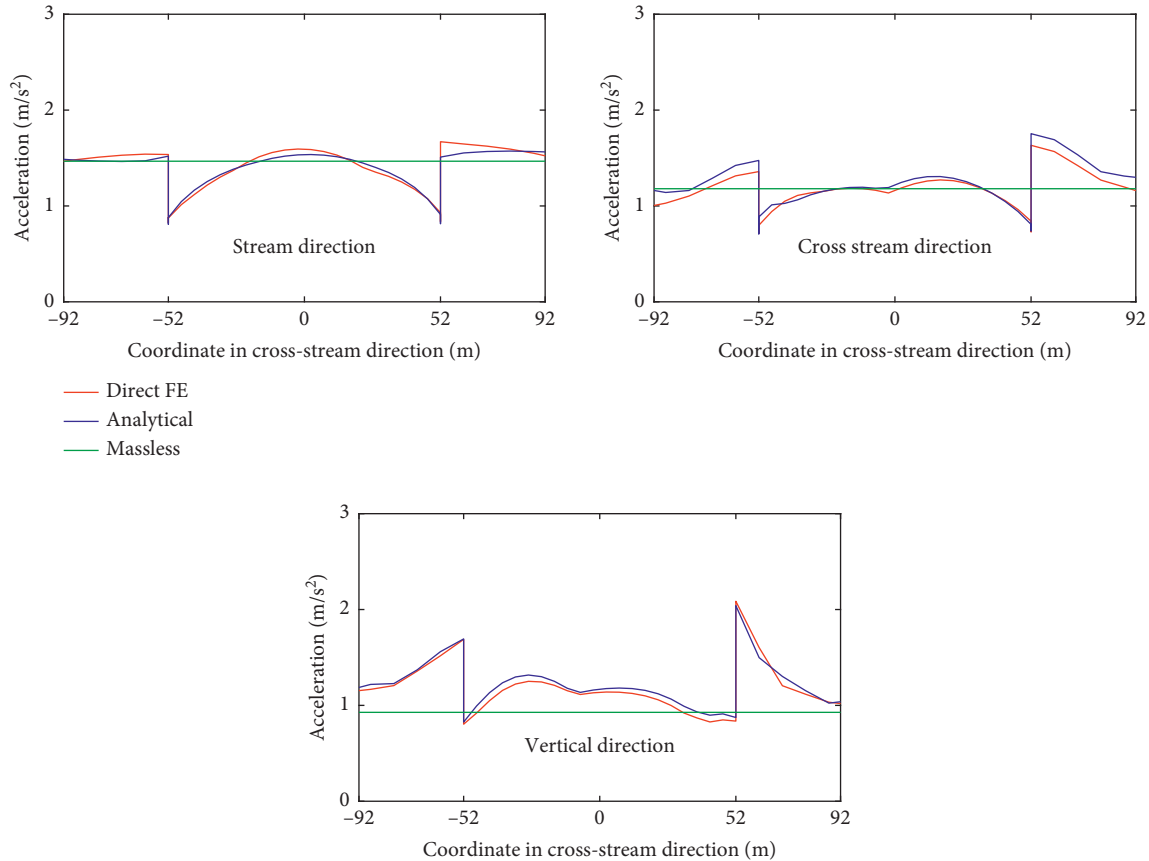 3
2
1
0
Acceleration (m/s²)
Stream direction
−92
−52
0
52
92
Coordinate in cross-stream direction (m)
3
2
1
0
Acceleration (m/s²)
Cross stream direction
−92
−52
0
52
92
Coordinate in cross-stream direction (m)
Direct FE
Analytical
Massless
3
2
1
0
Acceleration (m/s²)
Vertical direction
−92
−52
0
52
92
Coordinate in cross-stream direction (m)